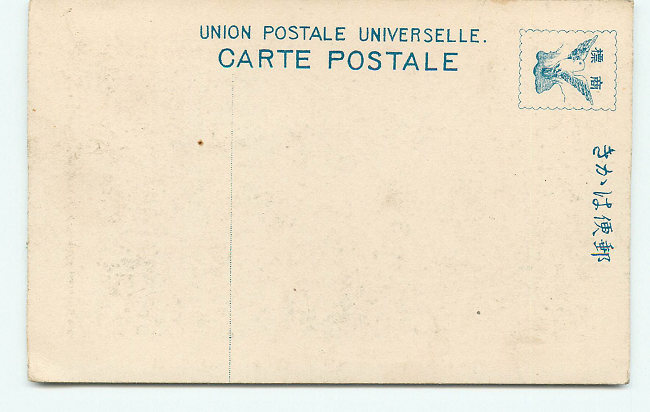 UNION POSTALE UNIVERSELLE.
CARTE POSTALE
商標
郵便はかき